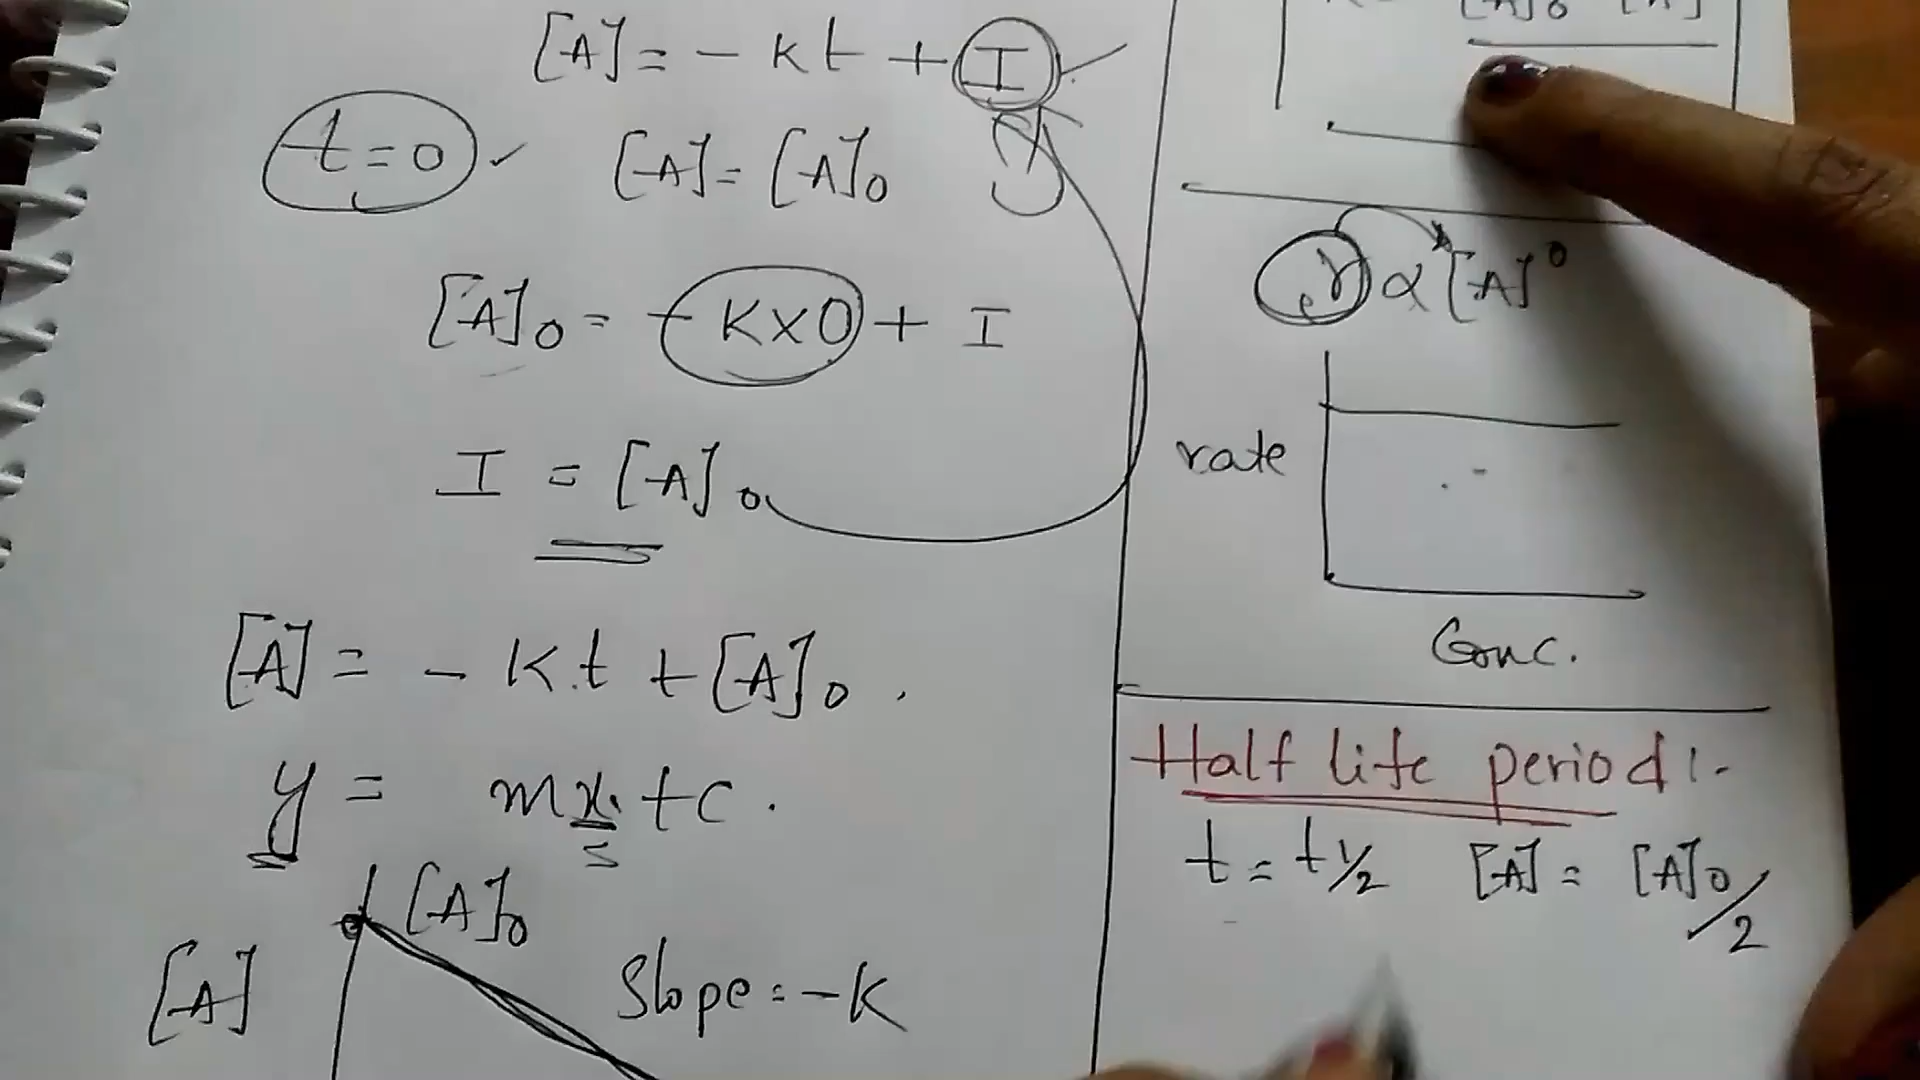 [A] = - Kt + I
t = 0 [A] = [A]0
[A]0 = - K×0 + I
I = [A]0
[A] = - K.t + [A]0.
y = mx + c.
[A]0
[A]
Slope = -K
r ∝ [A]⁰
rate
Conc.
Half life period :-
t = t1/2 [A] = [A]0/2